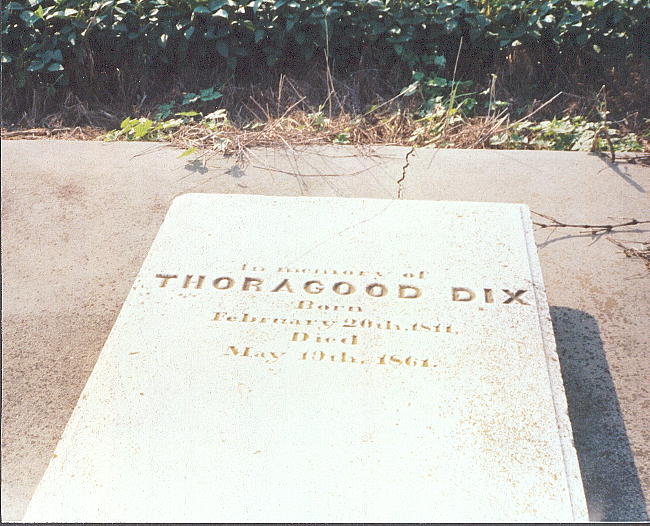 In memory of
THORAGOOD DIX
Born
February 20th, 1811.
Died
May 19th, 1861.